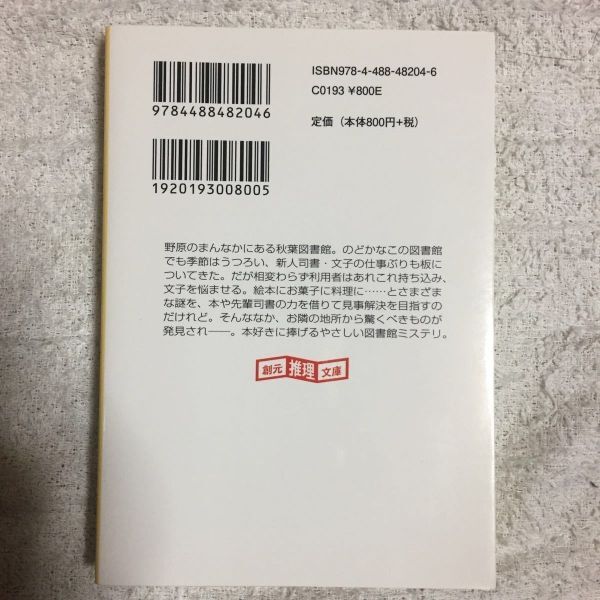 ISBN978-4-488-48204-6
C0193 ¥800E
定価（本体800円+税）
9784488482046
1920193008005
野原のまんなかにある秋葉図書館。のどかなこの図書館
でも季節はうつろい、新人司書・文子の仕事ぶりも板に
ついてきた。だが相変わらず利用者はあれこれ持ち込み、
文子を悩ませる。絵本にお菓子に料理に……とさまざま
な謎を、本や先輩司書の力を借りて見事解決を目指すの
だけれど。そんななか、お隣の地所から驚くべきものが
発見され――。本好きに捧げるやさしい図書館ミステリ。
創元推理文庫